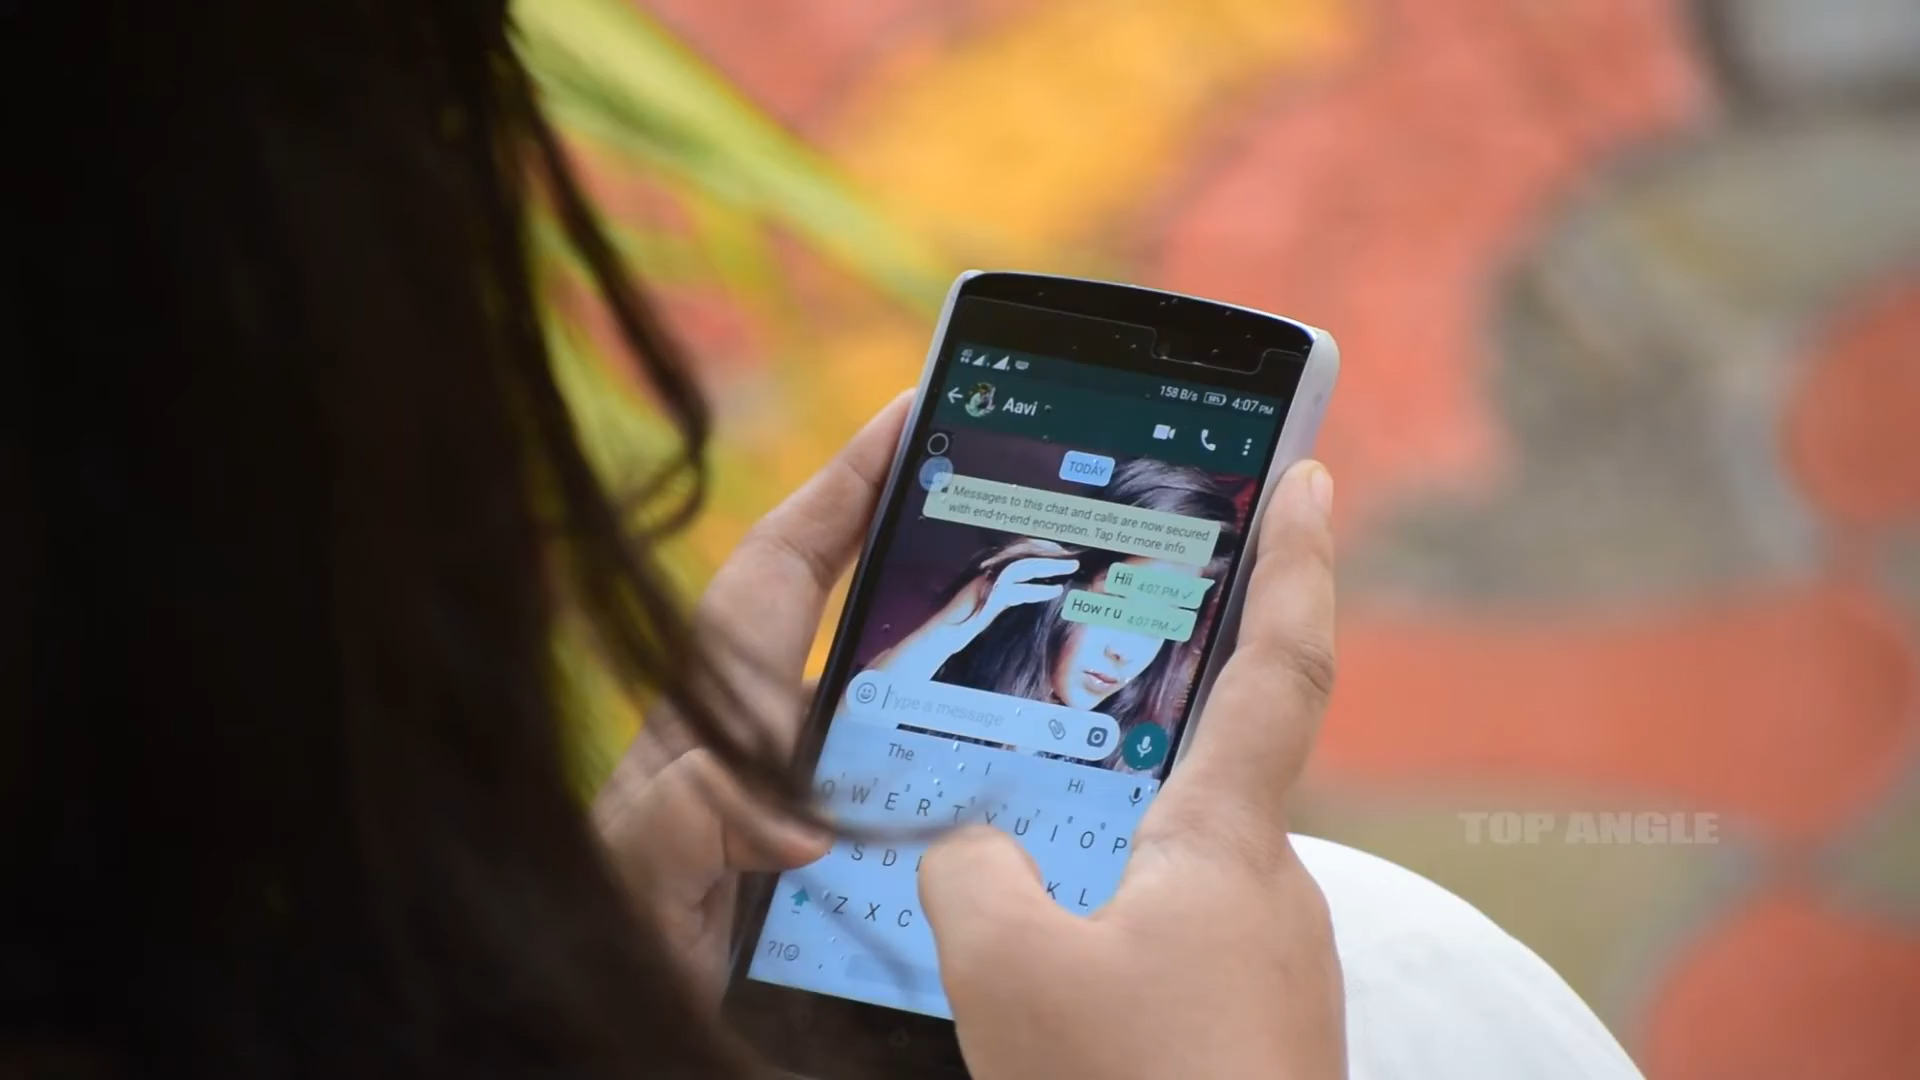 158 B/s 4:07 PM
Aavi
TODAY
Messages to this chat and calls are now secured
with end-to-end encryption. Tap for more info.
Hii 4:07 PM
How r u 4:07 PM
Type a message
The I Hi
Q W E R T Y U I O P
S D K L
Z X C
?!☺
TOP ANGLE